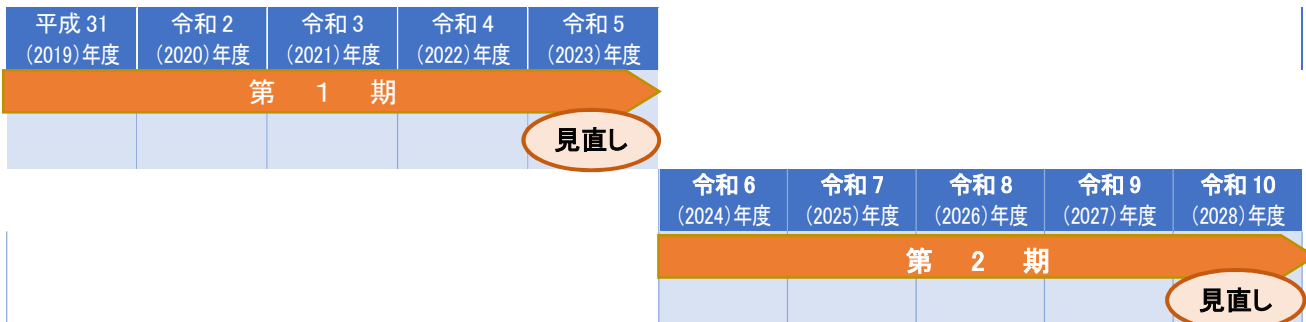 平成 31 令和 2 令和 3 令和 4 令和 5
(2019)年度 (2020)年度 (2021)年度 (2022)年度 (2023)年度
第 1 期
見直し
令和 6 令和 7 令和 8 令和 9 令和 10
(2024)年度 (2025)年度 (2026)年度 (2027)年度 (2028)年度
第 2 期
見直し